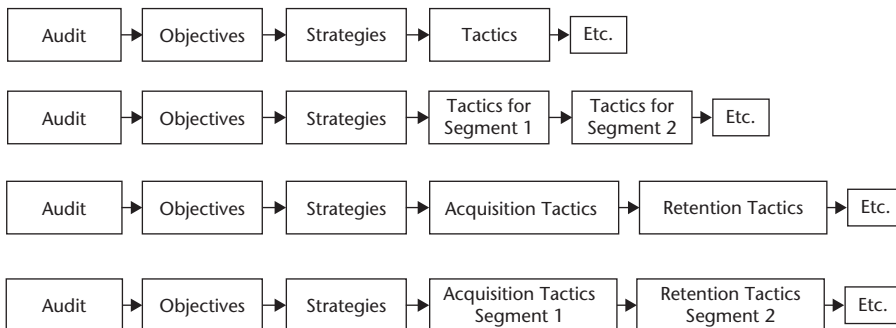 Audit Objectives Strategies Tactics Etc.
Audit Objectives Strategies Tactics for Segment 1 Tactics for Segment 2 Etc.
Audit Objectives Strategies Acquisition Tactics Retention Tactics Etc.
Audit Objectives Strategies Acquisition Tactics Segment 1 Retention Tactics Segment 2 Etc.